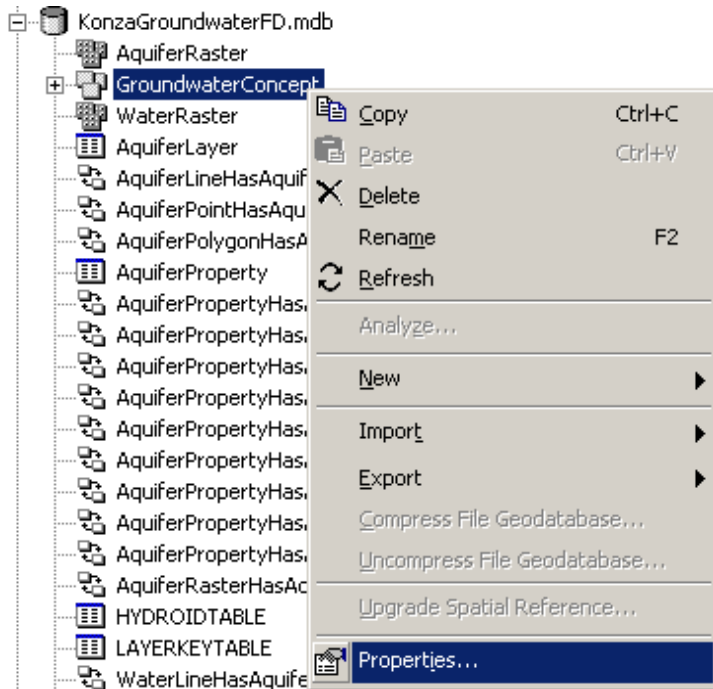 KonzaGroundwaterFD.mdb
AquiferRaster
GroundwaterConcept
WaterRaster
AquiferLayer
AquiferLineHasAquif
AquiferPointHasAqu
AquiferPolygonHasA
AquiferProperty
AquiferPropertyHas
AquiferPropertyHas
AquiferPropertyHas
AquiferPropertyHas
AquiferPropertyHas
AquiferPropertyHas
AquiferPropertyHas
AquiferPropertyHas
AquiferPropertyHas
AquiferRasterHasAc
HYDROIDTABLE
LAYERKEYTABLE
WaterLineHasAquife
Copy Ctrl+C
Paste Ctrl+V
Delete
Rename F2
Refresh
Analyze...
New
Import
Export
Compress File Geodatabase...
Uncompress File Geodatabase...
Upgrade Spatial Reference...
Properties...